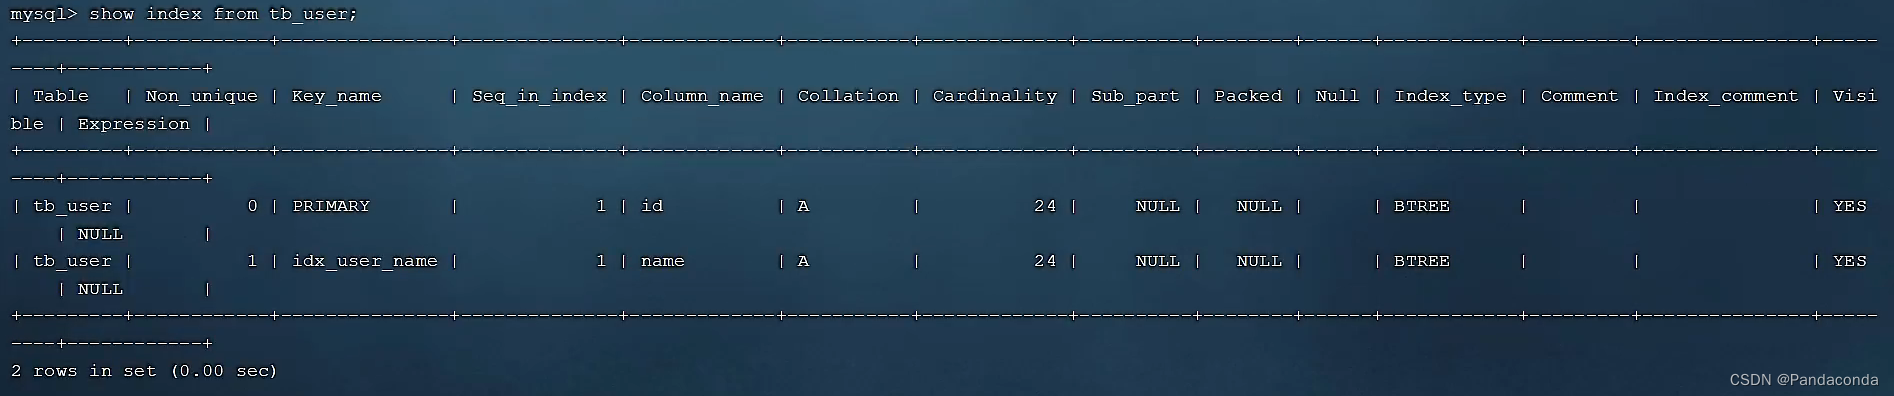 mysql> show index from tb_user;
+---------+------------+---------------+--------------+-------------+-----------+-------------+----------+--------+------+------------+---------+---------------+-----
----+------------+
| Table   | Non_unique | Key_name      | Seq_in_index | Column_name | Collation | Cardinality | Sub_part | Packed | Null | Index_type | Comment | Index_comment | Visi
ble | Expression |
+---------+------------+---------------+--------------+-------------+-----------+-------------+----------+--------+------+------------+---------+---------------+-----
----+------------+
| tb_user |          0 | PRIMARY       |            1 | id          | A         |          24 |     NULL |   NULL |      | BTREE      |         |               | YES
    | NULL       |
| tb_user |          1 | idx_user_name |            1 | name        | A         |          24 |     NULL |   NULL |      | BTREE      |         |               | YES
    | NULL       |
+---------+------------+---------------+--------------+-------------+-----------+-------------+----------+--------+------+------------+---------+---------------+-----
----+------------+
2 rows in set (0.00 sec)
CSDN @Pandaconda